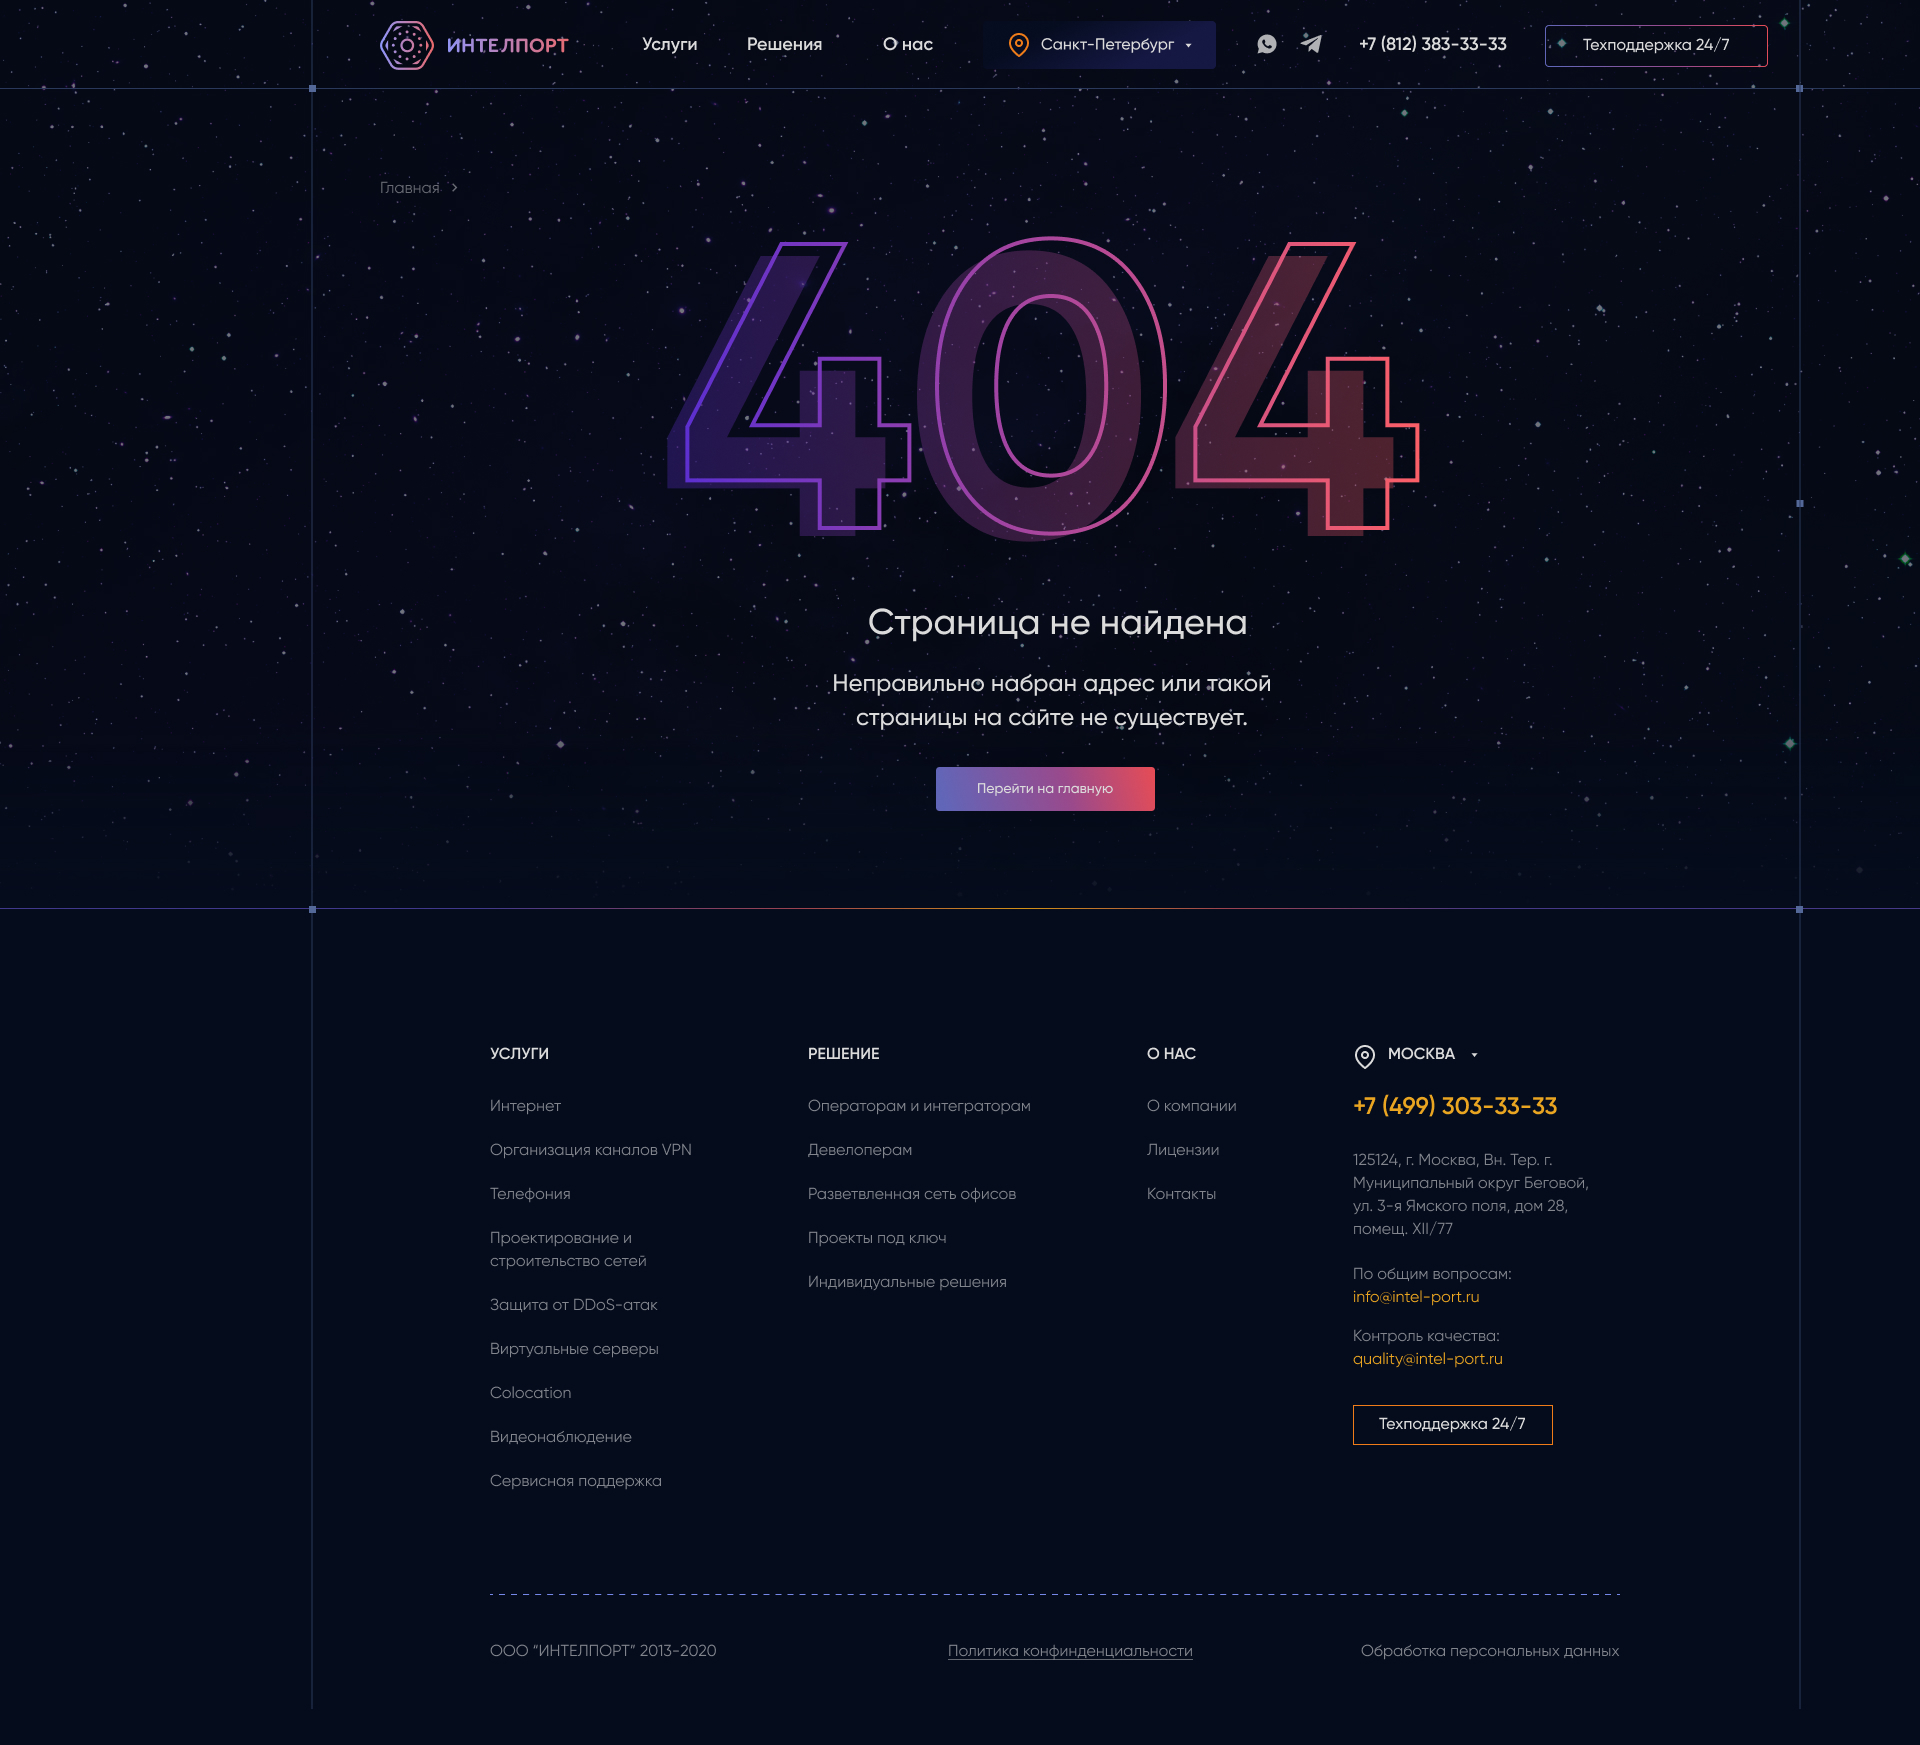 ИНТЕЛПОРТ
Услуги
Решения
О нас
Санкт-Петербург
+7 (812) 383-33-33
Техподдержка 24/7
Главная
404
Страница не найдена
Неправильно набран адрес или такой
страницы на сайте не существует.
Перейти на главную
УСЛУГИ
Интернет
Организация каналов VPN
Телефония
Проектирование и
строительство сетей
Защита от DDoS-атак
Виртуальные серверы
Colocation
Видеонаблюдение
Сервисная поддержка
РЕШЕНИЕ
Операторам и интеграторам
Девелоперам
Разветвленная сеть офисов
Проекты под ключ
Индивидуальные решения
О НАС
О компании
Лицензии
Контакты
МОСКВА
+7 (499) 303-33-33
125124, г. Москва, Вн. Тер. г.
Муниципальный округ Беговой,
ул. 3-я Ямского поля, дом 28,
помещ. XII/77
По общим вопросам:
info@intel-port.ru
Контроль качества:
quality@intel-port.ru
Техподдержка 24/7
ООО “ИНТЕЛПОРТ” 2013-2020
Политика конфинденциальности
Обработка персональных данных